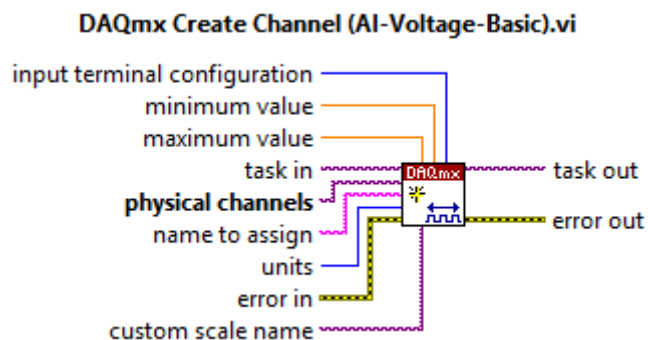 DAQmx Create Channel (AI-Voltage-Basic).vi
input terminal configuration
minimum value
maximum value
task in
DAQmx
task out
physical channels
name to assign
error out
units
error in
custom scale name